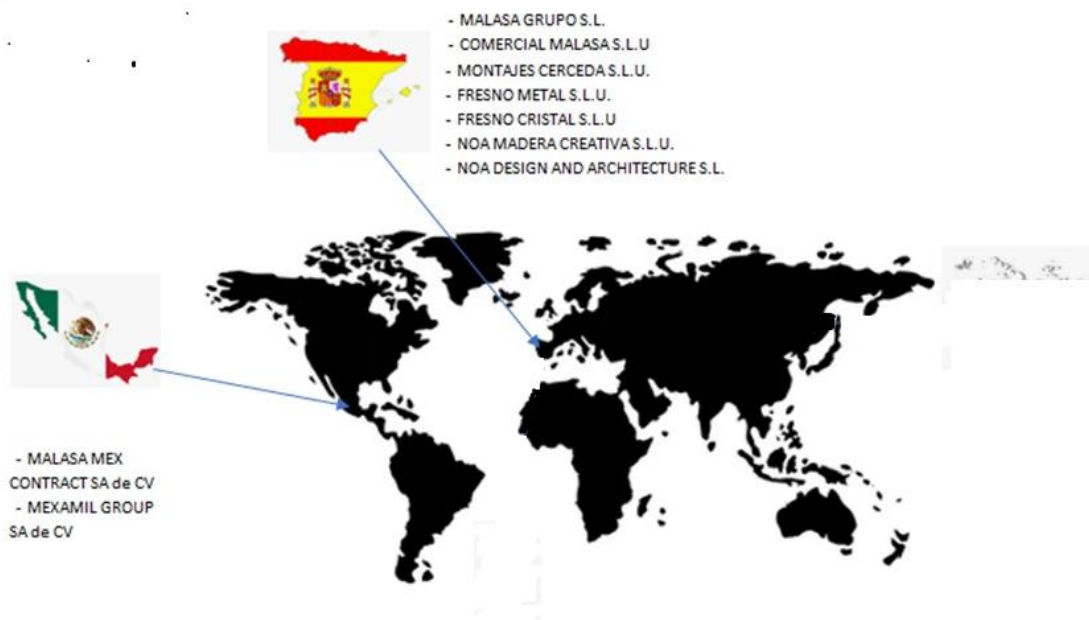 - MALASA GRUPO S.L.
- COMERCIAL MALASA S.L.U
- MONTAJES CERCEDA S.L.U.
- FRESNO METAL S.L.U.
- FRESNO CRISTAL S.L.U
- NOA MADERA CREATIVA S.L.U.
- NOA DESIGN AND ARCHITECTURE S.L.
- MALASA MEX
CONTRACT SA de CV
- MEXAMIL GROUP
SA de CV